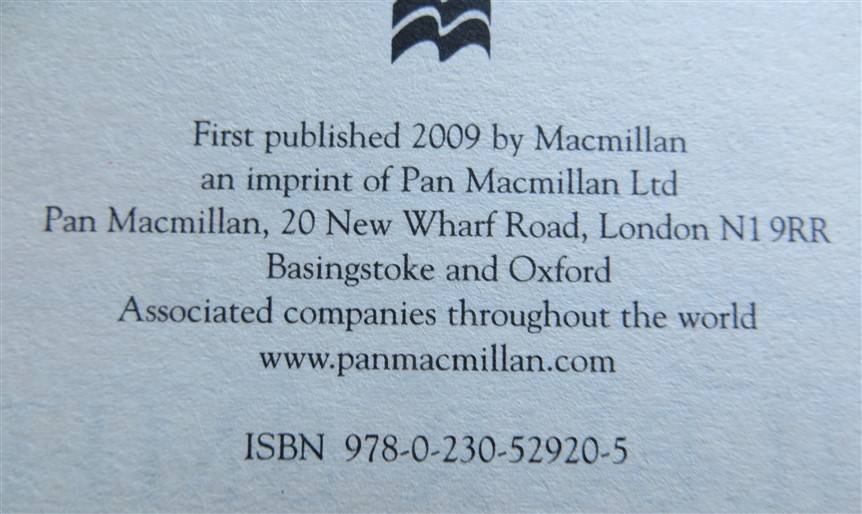 First published 2009 by Macmillan
an imprint of Pan Macmillan Ltd
Pan Macmillan, 20 New Wharf Road, London N1 9RR
Basingstoke and Oxford
Associated companies throughout the world
www.panmacmillan.com
ISBN 978-0-230-52920-5